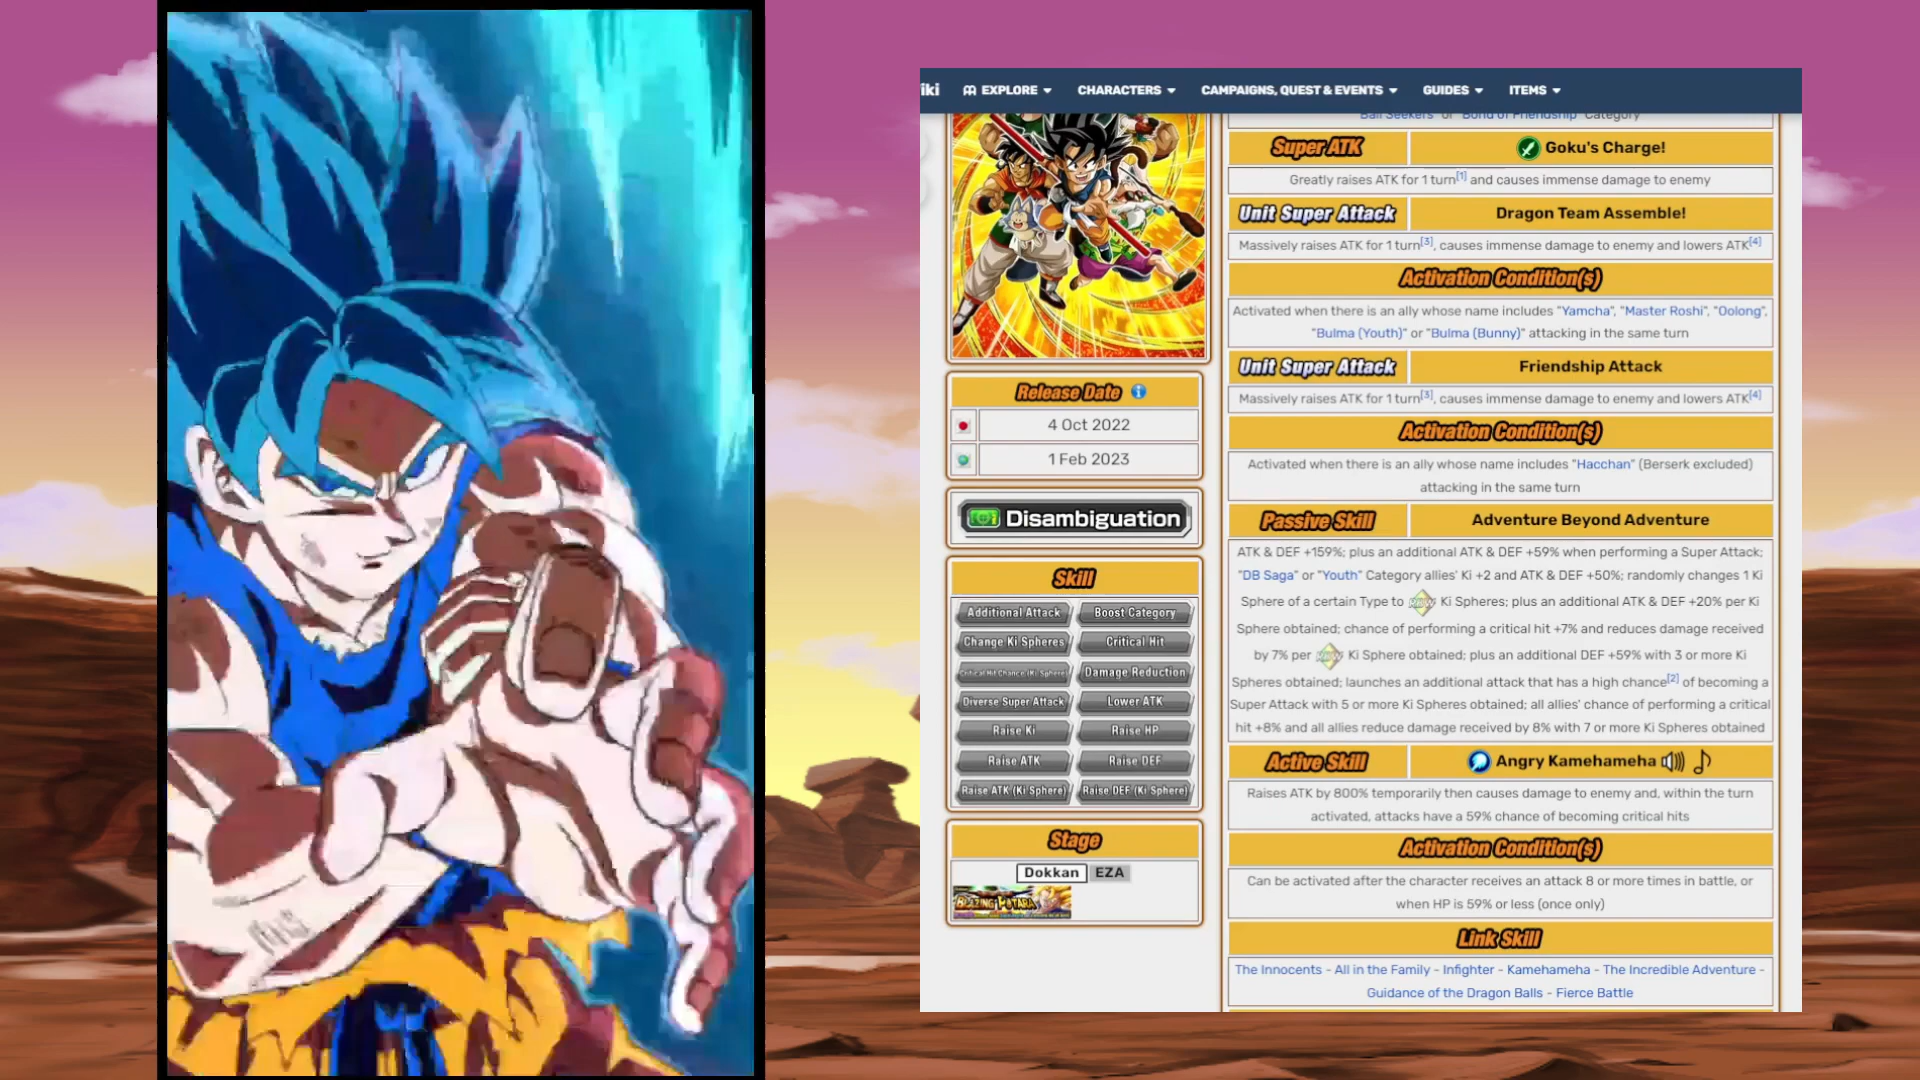 iki EXPLORE CHARACTERS CAMPAIGNS, QUEST & EVENTS GUIDES ITEMS
Ball Seekers" or "Bond of Friendship" Category
Super ATK Goku's Charge!
Greatly raises ATK for 1 turn[1] and causes immense damage to enemy
Unit Super Attack Dragon Team Assemble!
Massively raises ATK for 1 turn[3], causes immense damage to enemy and lowers ATK[4]
Activation Condition(s)
Activated when there is an ally whose name includes "Yamcha", "Master Roshi", "Oolong",
"Bulma (Youth)" or "Bulma (Bunny)" attacking in the same turn
Unit Super Attack Friendship Attack
Massively raises ATK for 1 turn[3], causes immense damage to enemy and lowers ATK[4]
Activation Condition(s)
Activated when there is an ally whose name includes "Hacchan" (Berserk excluded)
attacking in the same turn
Passive Skill Adventure Beyond Adventure
ATK & DEF +159%; plus an additional ATK & DEF +59% when performing a Super Attack;
"DB Saga" or "Youth" Category allies' Ki +2 and ATK & DEF +50%; randomly changes 1 Ki
Sphere of a certain Type to RAINBOW Ki Spheres; plus an additional ATK & DEF +20% per Ki
Sphere obtained; chance of performing a critical hit +7% and reduces damage received
by 7% per RAINBOW Ki Sphere obtained; plus an additional DEF +59% with 3 or more Ki
Spheres obtained; launches an additional attack that has a high chance[2] of becoming a
Super Attack with 5 or more Ki Spheres obtained; all allies' chance of performing a critical
hit +8% and all allies reduce damage received by 8% with 7 or more Ki Spheres obtained
Active Skill Angry Kamehameha
Raises ATK by 800% temporarily then causes damage to enemy and, within the turn
activated, attacks have a 59% chance of becoming critical hits
Activation Condition(s)
Can be activated after the character receives an attack 8 or more times in battle, or
when HP is 59% or less (once only)
Link Skill
The Innocents - All in the Family - Infighter - Kamehameha - The Incredible Adventure -
Guidance of the Dragon Balls - Fierce Battle
Release Date
4 Oct 2022
1 Feb 2023
Disambiguation
Skill
Additional Attack Boost Category
Change Ki Spheres Critical Hit
Critical Hit Chance (Ki Sphere) Damage Reduction
Diverse Super Attack Lower ATK
Raise Ki Raise HP
Raise ATK Raise DEF
Raise ATK (Ki Sphere) Raise DEF (Ki Sphere)
Stage
Dokkan EZA
BLAZING POTARA